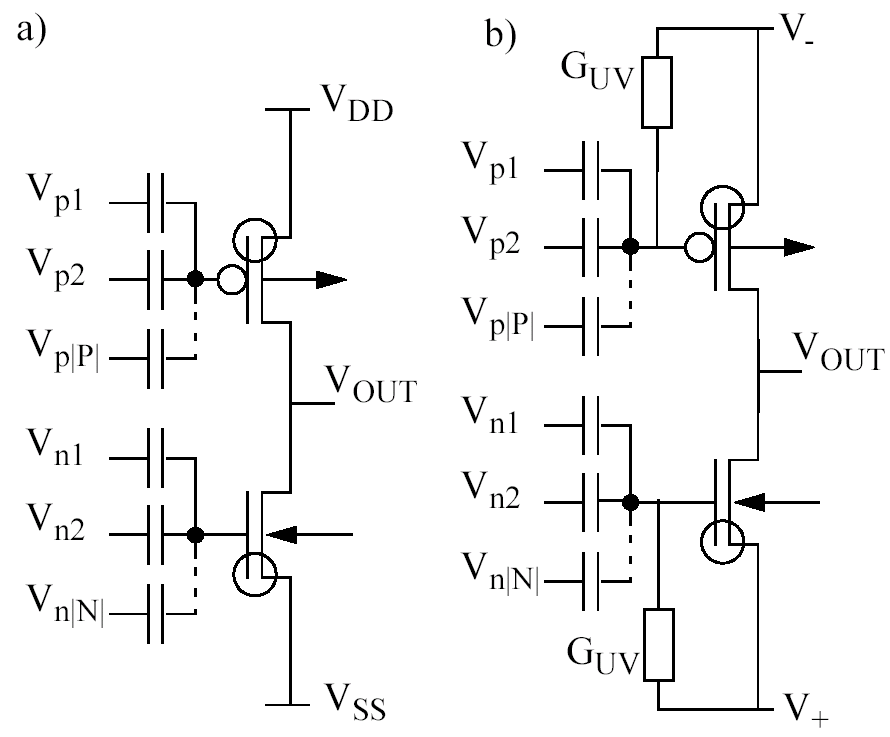 a)
V_DD
V_p1
V_p2
V_p|P|
V_OUT
V_n1
V_n2
V_n|N|
V_SS
b)
V_-
G_UV
V_p1
V_p2
V_p|P|
V_OUT
V_n1
V_n2
V_n|N|
G_UV
V_+